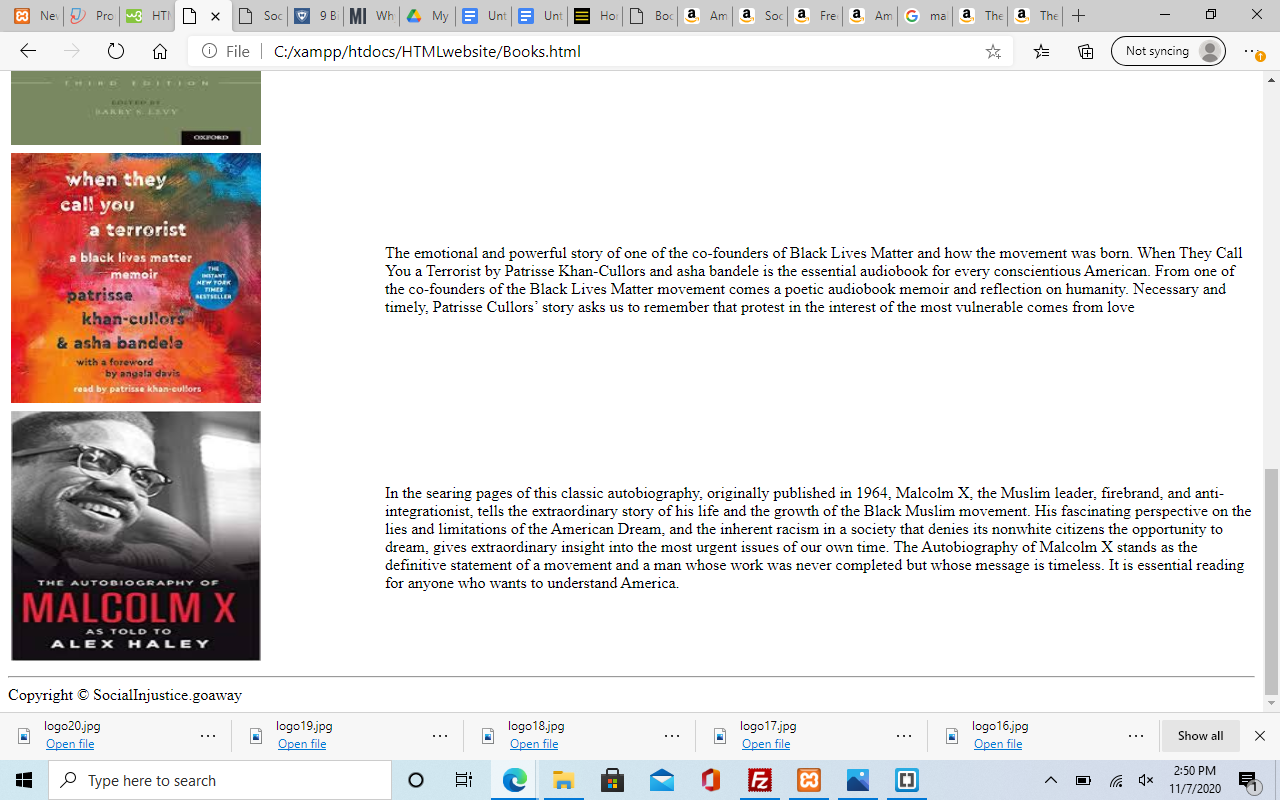 Nev
Pro
HTI
Soc
9 Bi
Wh
My
Unt
Unt
Hor
Boo
Am
Soc
Fre
Am
mal
The
The
File
C:/xampp/htdocs/HTMLwebsite/Books.html
Not syncing
THIRD EDITION
EDITED BY
BARRY S. LEVY
OXFORD
when they
call you
a terrorist
a black lives matter
memoir
THE
INSTANT
NEW YORK
TIMES
BESTSELLER
patrisse
khan-cullors
& asha bandele
with a foreword
by angela davis
read by patrisse khan-cullors
The emotional and powerful story of one of the co-founders of Black Lives Matter and how the movement was born. When They Call
You a Terrorist by Patrisse Khan-Cullors and asha bandele is the essential audiobook for every conscientious American. From one of
the co-founders of the Black Lives Matter movement comes a poetic audiobook memoir and reflection on humanity. Necessary and
timely, Patrisse Cullors’ story asks us to remember that protest in the interest of the most vulnerable comes from love
THE AUTOBIOGRAPHY OF
MALCOLM X
AS TOLD TO
ALEX HALEY
In the searing pages of this classic autobiography, originally published in 1964, Malcolm X, the Muslim leader, firebrand, and anti-
integrationist, tells the extraordinary story of his life and the growth of the Black Muslim movement. His fascinating perspective on the
lies and limitations of the American Dream, and the inherent racism in a society that denies its nonwhite citizens the opportunity to
dream, gives extraordinary insight into the most urgent issues of our own time. The Autobiography of Malcolm X stands as the
definitive statement of a movement and a man whose work was never completed but whose message is timeless. It is essential reading
for anyone who wants to understand America.
Copyright © SocialInjustice.goaway
logo20.jpg
Open file
logo19.jpg
Open file
logo18.jpg
Open file
logo17.jpg
Open file
logo16.jpg
Open file
Show all
Type here to search
2:50 PM
11/7/2020
1